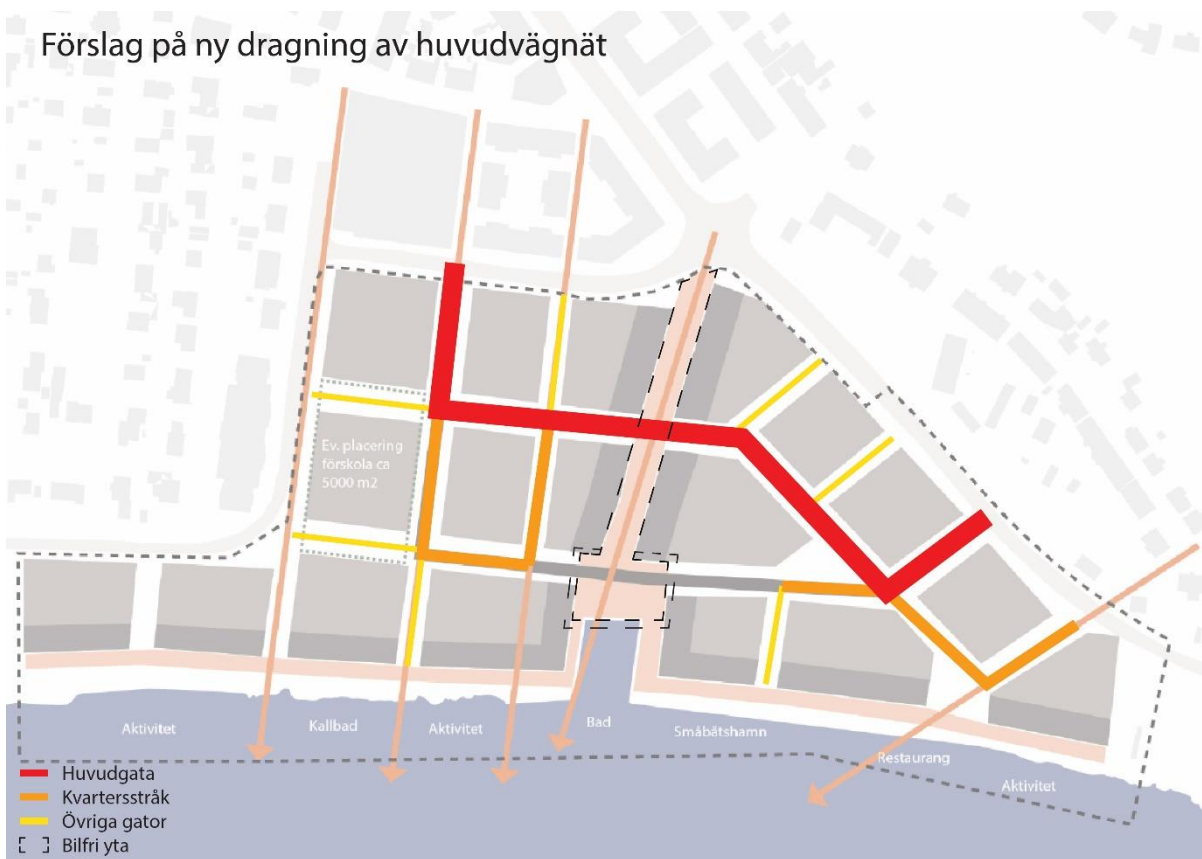 Förslag på ny dragning av huvudvägnät
Ev. placering
förskola ca
5000 m2
Aktivitet
Kallbad
Aktivitet
Bad
Småbåtshamn
Restaurang
Aktivitet
Huvudgata
Kvartersstråk
Övriga gator
Bilfri yta